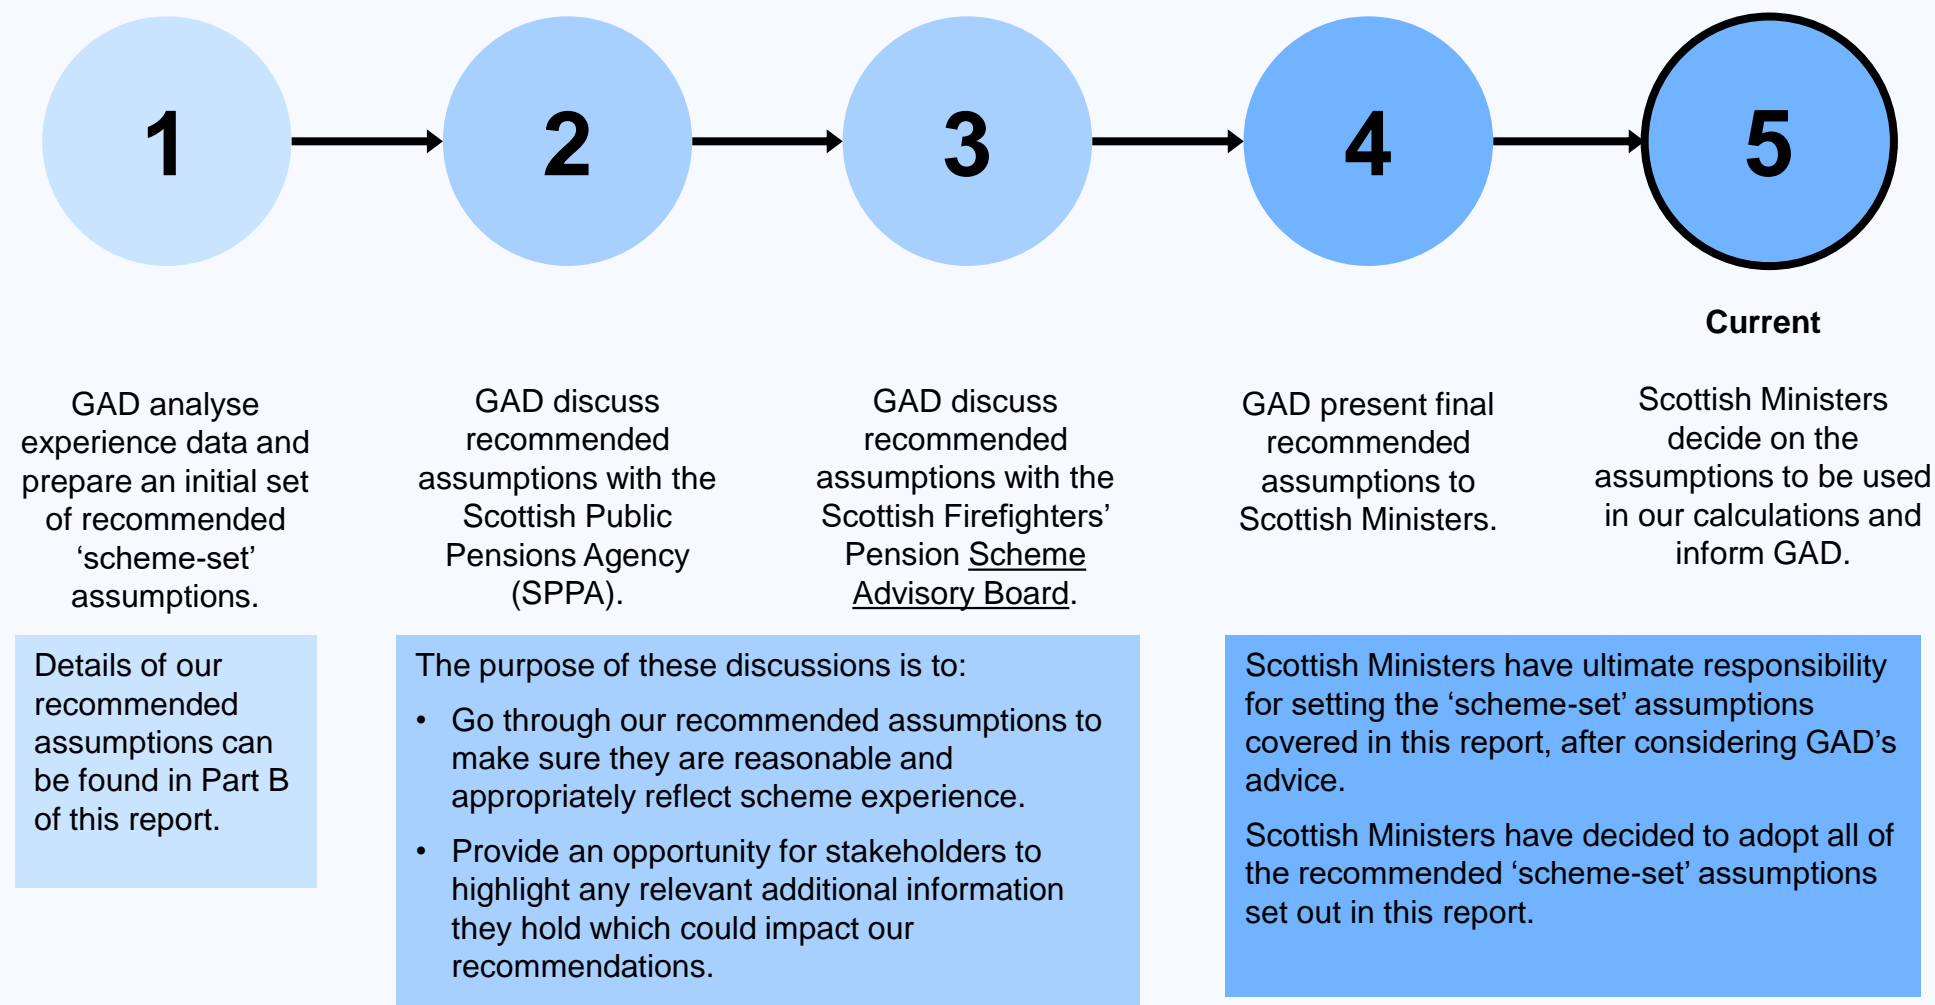 1
2
3
4
5
Current
GAD analyse
experience data and
prepare an initial set
of recommended
‘scheme-set’
assumptions.
GAD discuss
recommended
assumptions with the
Scottish Public
Pensions Agency
(SPPA).
GAD discuss
recommended
assumptions with the
Scottish Firefighters’
Pension Scheme
Advisory Board.
GAD present final
recommended
assumptions to
Scottish Ministers.
Scottish Ministers
decide on the
assumptions to be used
in our calculations and
inform GAD.
Details of our
recommended
assumptions can
be found in Part B
of this report.
The purpose of these discussions is to:
• Go through our recommended assumptions to
make sure they are reasonable and
appropriately reflect scheme experience.
• Provide an opportunity for stakeholders to
highlight any relevant additional information
they hold which could impact our
recommendations.
Scottish Ministers have ultimate responsibility
for setting the ‘scheme-set’ assumptions
covered in this report, after considering GAD’s
advice.
Scottish Ministers have decided to adopt all of
the recommended ‘scheme-set’ assumptions
set out in this report.